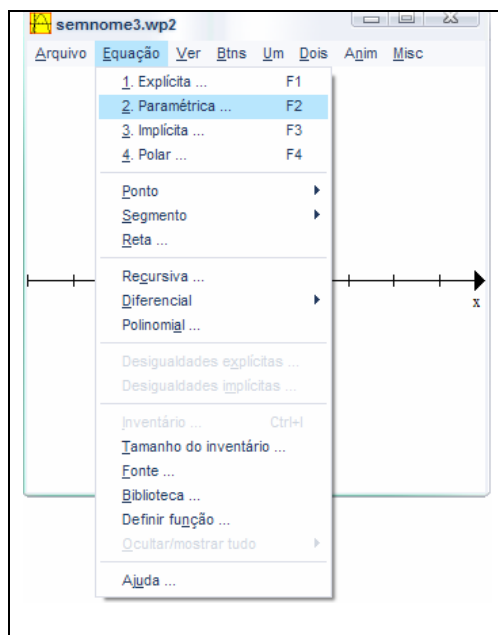 semnome3.wp2
Arquivo Equação Ver Btns Um Dois Anim Misc
1. Explícita ... F1
2. Paramétrica ... F2
3. Implícita ... F3
4. Polar ... F4
Ponto
Segmento
Reta ...
Recursiva ...
Diferencial
Polinomial ...
Desigualdades explícitas ...
Desigualdades implícitas ...
Inventário ... Ctrl+I
Tamanho do inventário ...
Fonte ...
Biblioteca ...
Definir função ...
Ocultar/mostrar tudo
Ajuda ...
x